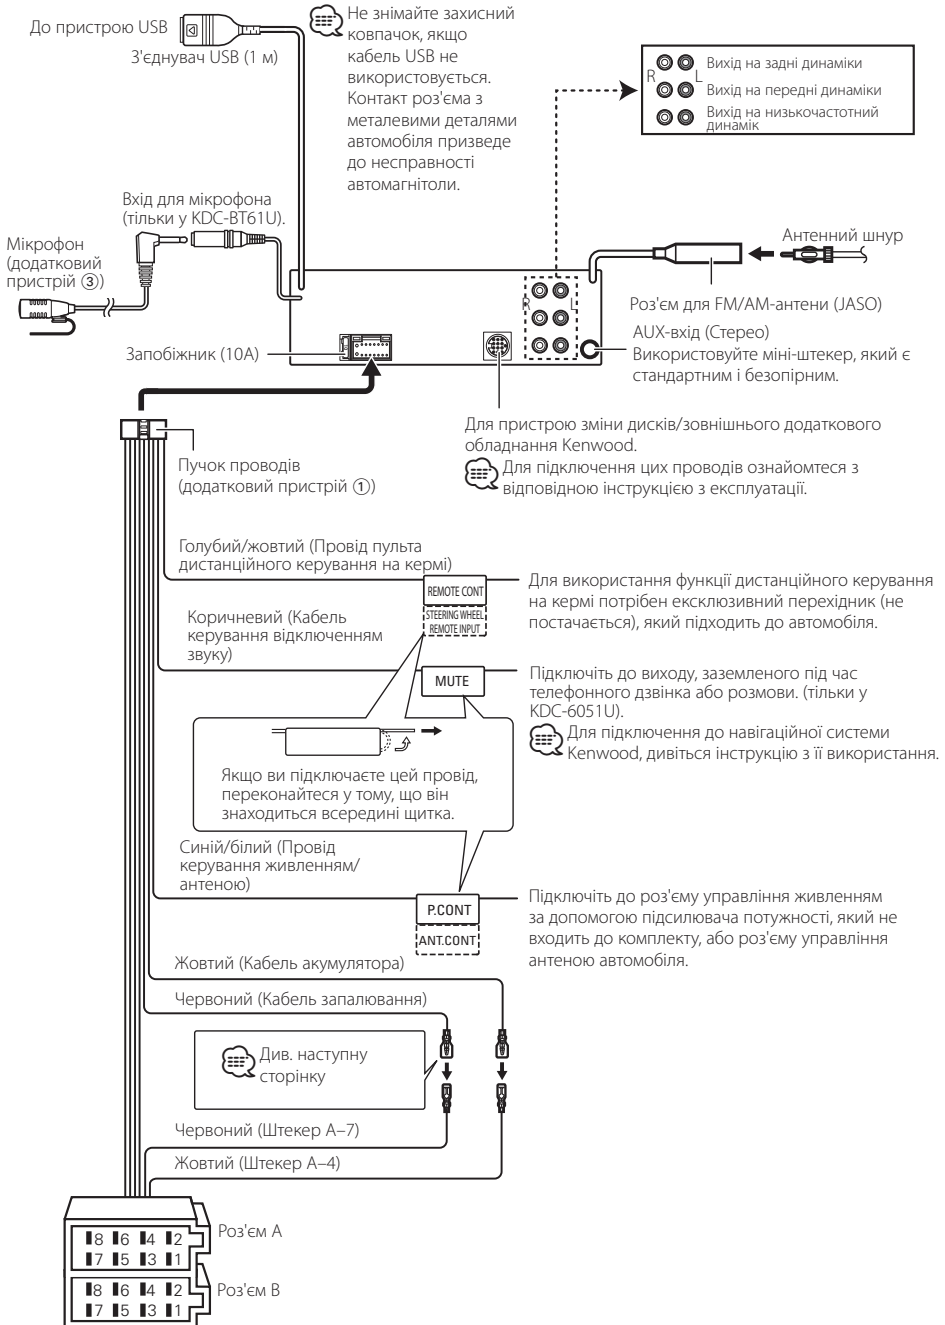 До пристрою USB
З'єднувач USB (1 м)
Не знімайте захисний
ковпачок, якщо
кабель USB не
використовується.
Контакт роз'єма з
металевими деталями
автомобіля призведе
до несправності
автомагнітоли.
R
L
Вихід на задні динаміки
Вихід на передні динаміки
Вихід на низькочастотний
динамік
Вхід для мікрофона
(тільки у KDC-BT61U).
Мікрофон
(додатковий
пристрій ③)
Антенний шнур
Роз'єм для FM/AM-антени (JASO)
R
L
AUX-вхід (Стерео)
Використовуйте міні-штекер, який є
стандартним і безопірним.
Запобіжник (10A)
Для пристрою зміни дисків/зовнішнього додаткового
обладнання Kenwood.
Для підключення цих проводів ознайомтеся з
відповідною інструкцією з експлуатації.
Пучок проводів
(додатковий пристрій ①)
Голубий/жовтий (Провід пульта
дистанційного керування на кермі)
REMOTE CONT
STEERING WHEEL
REMOTE INPUT
Для використання функції дистанційного керування
на кермі потрібен ексклюзивний перехідник (не
постачається), який підходить до автомобіля.
Коричневий (Кабель
керування відключенням
звуку)
MUTE
Підключіть до виходу, заземленого під час
телефонного дзвінка або розмови. (тільки у
KDC-6051U).
Для підключення до навігаційної системи
Kenwood, дивіться інструкцію з її використання.
Якщо ви підключаєте цей провід,
переконайтеся у тому, що він
знаходиться всередині щитка.
Синій/білий (Провід
керування живленням/
антеною)
P.CONT
ANT.CONT
Підключіть до роз'єму управління живленням
за допомогою підсилювача потужності, який не
входить до комплекту, або роз'єму управління
антеною автомобіля.
Жовтий (Кабель акумулятора)
Червоний (Кабель запалювання)
Див. наступну
сторінку
Червоний (Штекер A–7)
Жовтий (Штекер A–4)
Роз'єм A
8 6 4 2
7 5 3 1
Роз'єм B
8 6 4 2
7 5 3 1